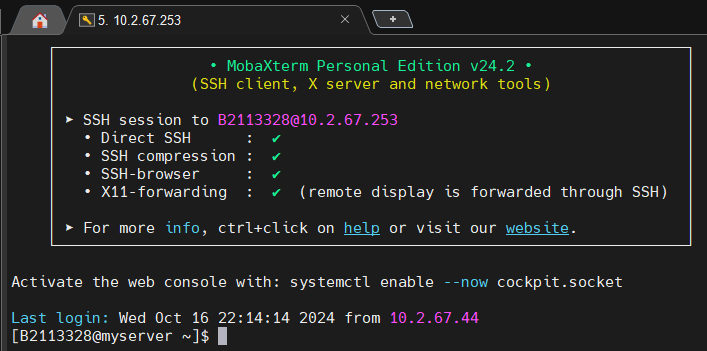 5. 10.2.67.253
• MobaXterm Personal Edition v24.2 •
(SSH client, X server and network tools)
➤ SSH session to B2113328@10.2.67.253
• Direct SSH : ✔
• SSH compression : ✔
• SSH-browser : ✔
• X11-forwarding : ✔ (remote display is forwarded through SSH)
➤ For more info, ctrl+click on help or visit our website.
Activate the web console with: systemctl enable --now cockpit.socket
Last login: Wed Oct 16 22:14:14 2024 from 10.2.67.44
[B2113328@myserver ~]$